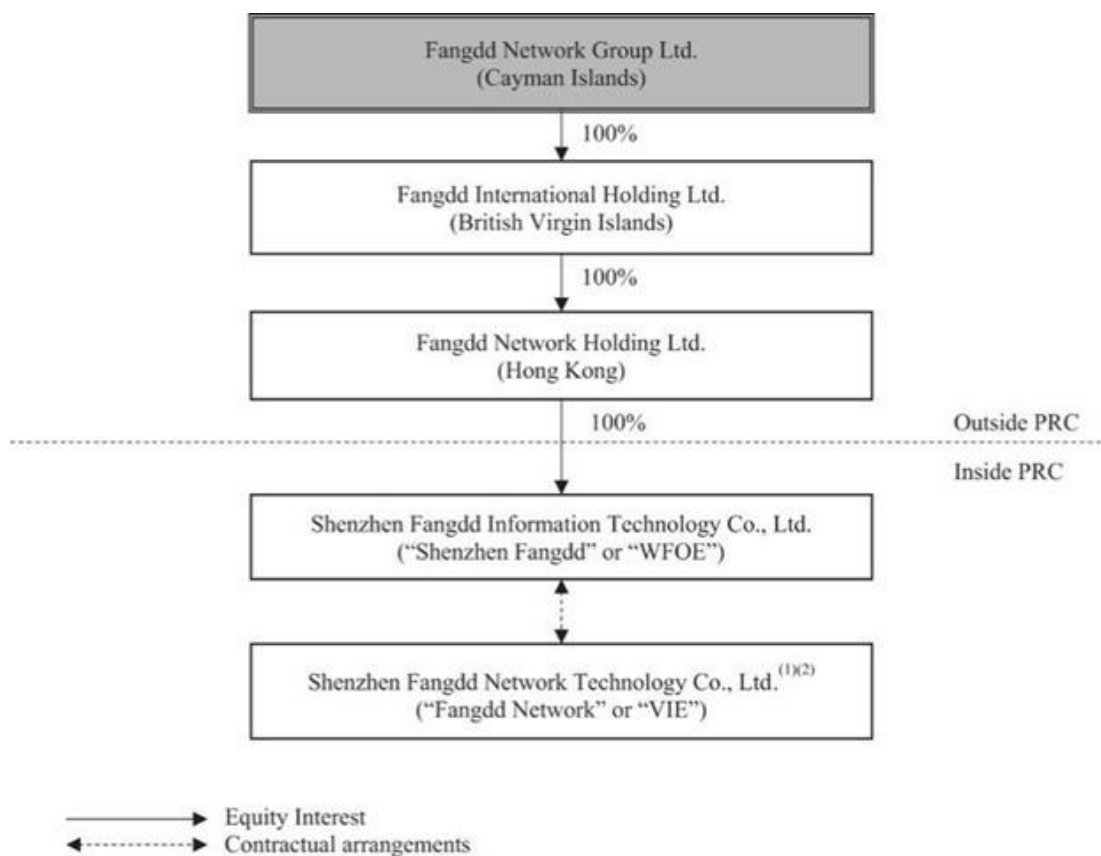 Fangdd Network Group Ltd.
(Cayman Islands)
100%
Fangdd International Holding Ltd.
(British Virgin Islands)
100%
Fangdd Network Holding Ltd.
(Hong Kong)
100%
Outside PRC
Inside PRC
Shenzhen Fangdd Information Technology Co., Ltd.
(“Shenzhen Fangdd” or “WFOE”)
Shenzhen Fangdd Network Technology Co., Ltd.(1)(2)
(“Fangdd Network” or “VIE”)
Equity Interest
Contractual arrangements